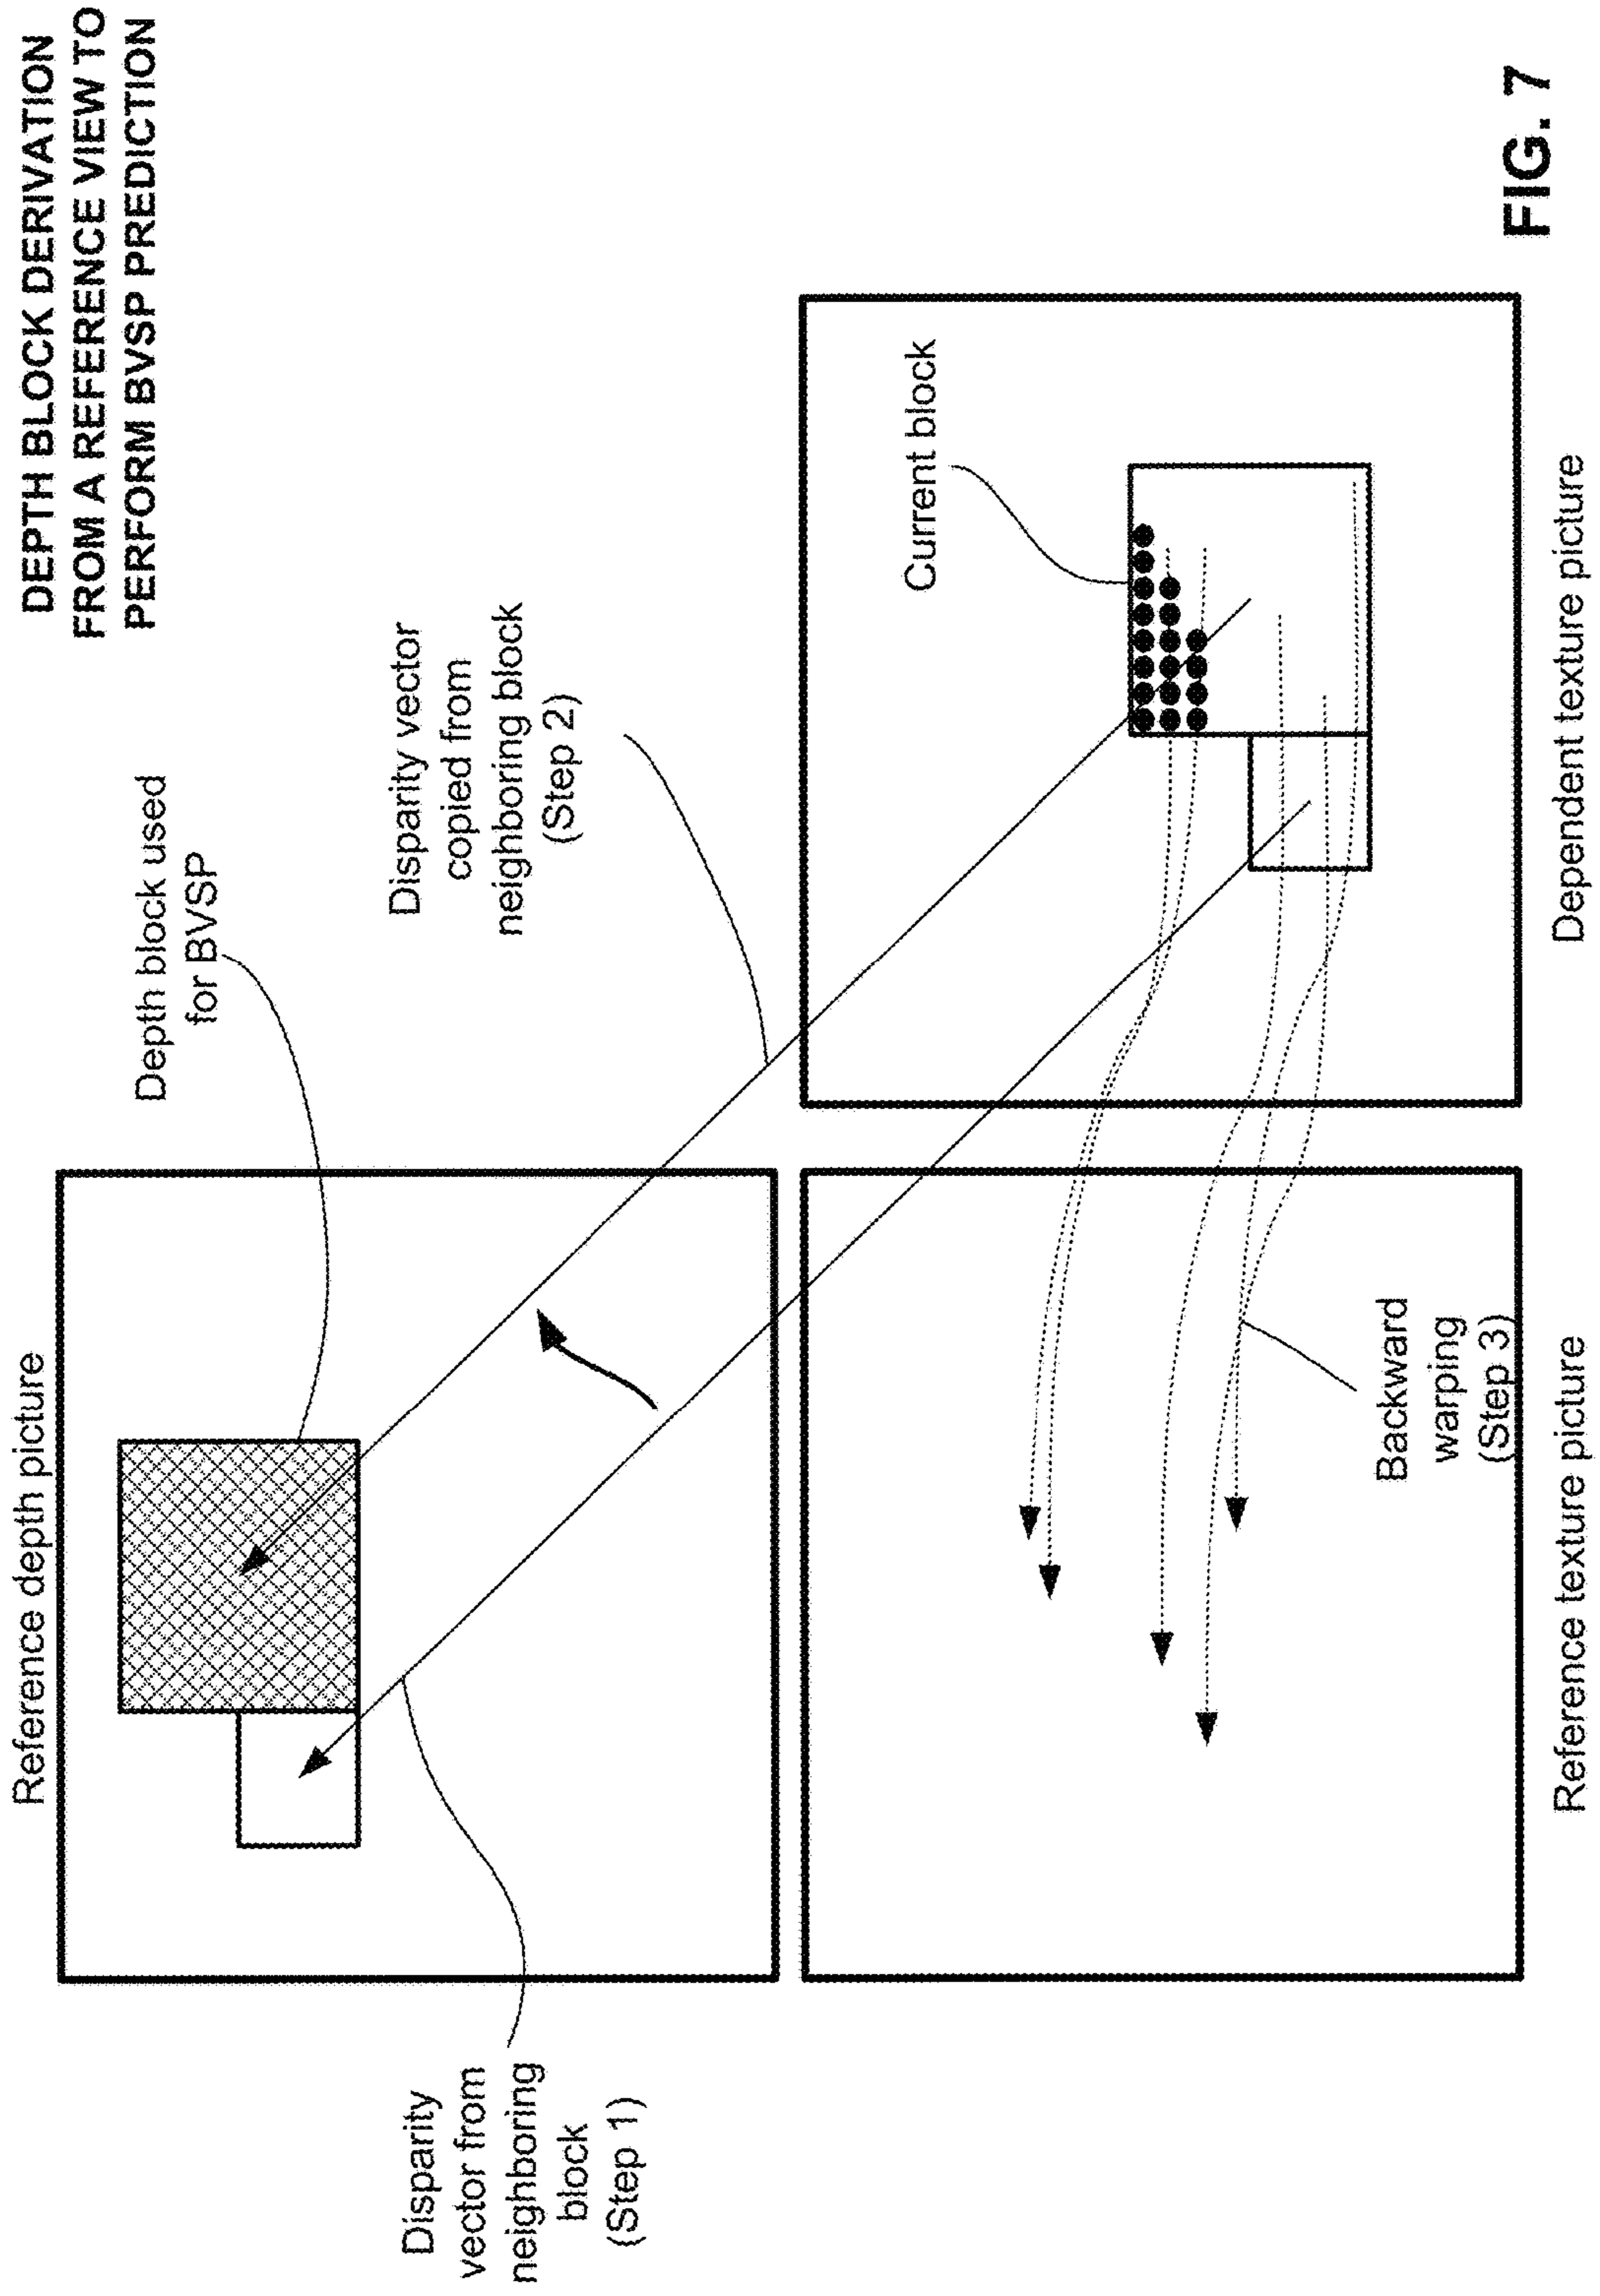 DEPTH BLOCK DERIVATION
FROM A REFERENCE VIEW TO
PERFORM BVSP PREDICTION
Reference depth picture
Depth block used
for BVSP
Disparity vector
copied from
neighboring block
(Step 2)
Disparity
vector from
neighboring
block
(Step 1)
Current block
Backward
warping
(Step 3)
Reference texture picture
Dependent texture picture
FIG. 7